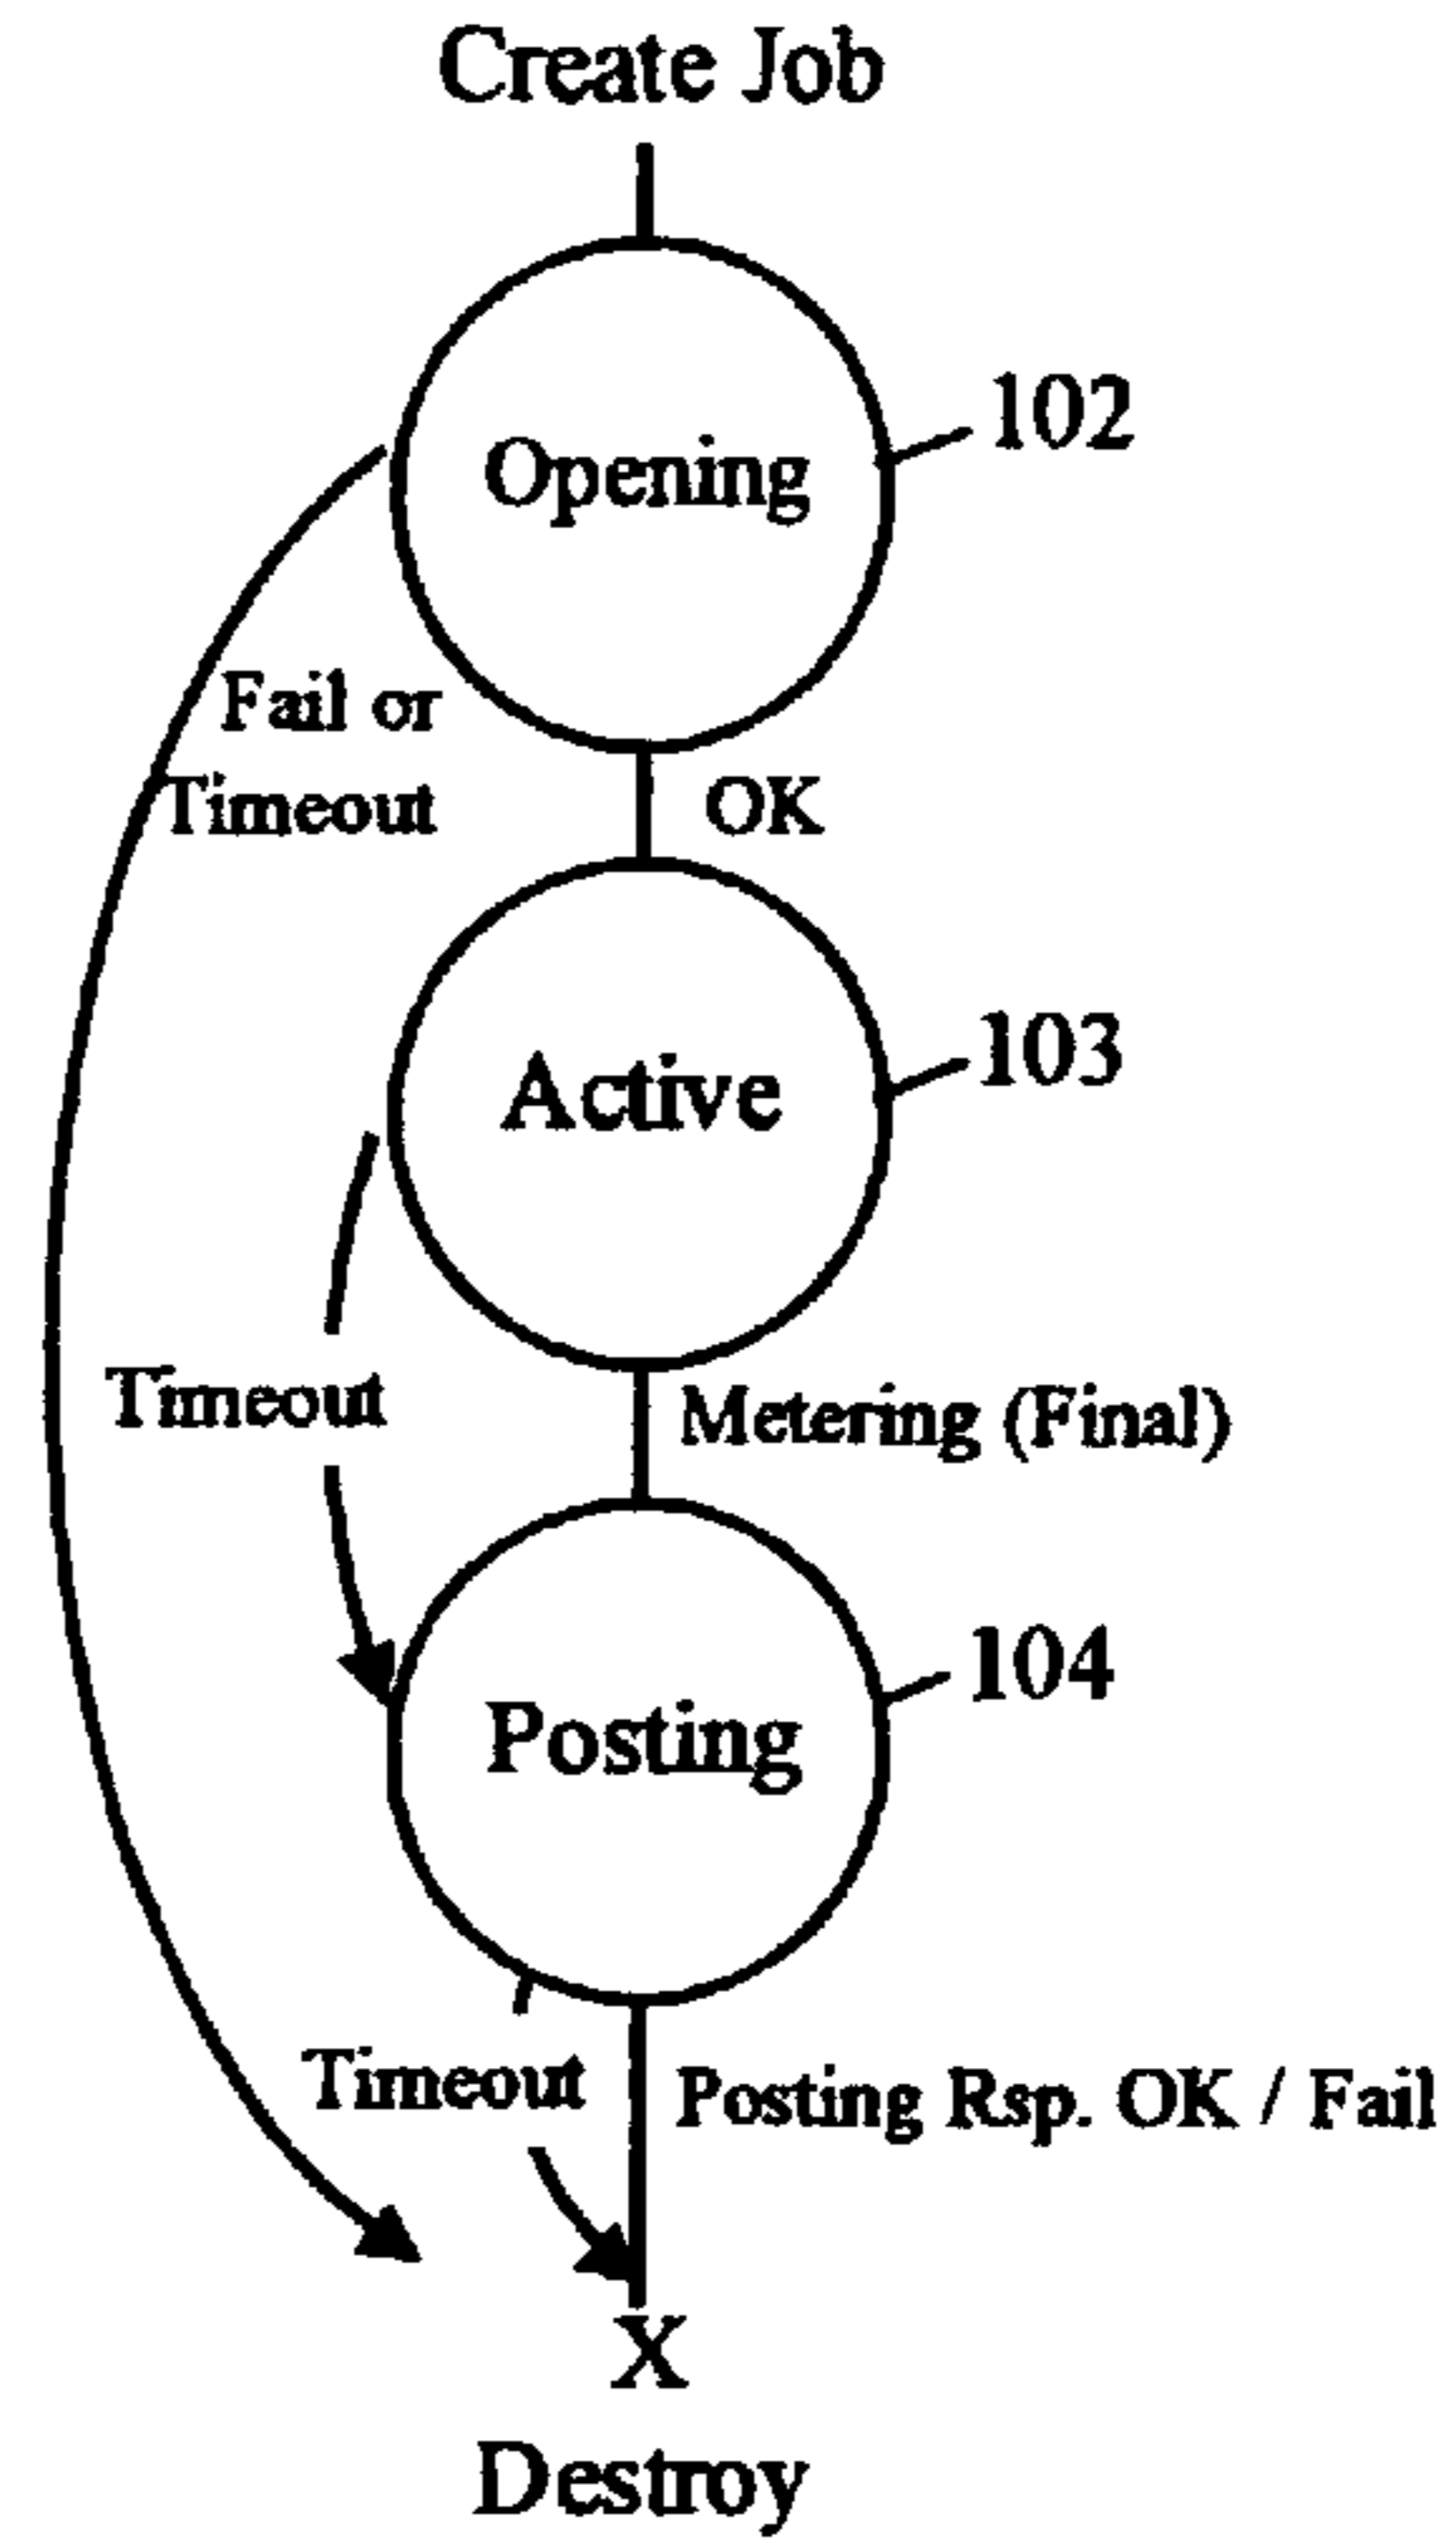 Create Job
Opening
102
Fail or
Timeout
OK
Active
103
Timeout
Metering (Final)
Posting
104
Timeout
Posting Rsp. OK / Fail
X
Destroy